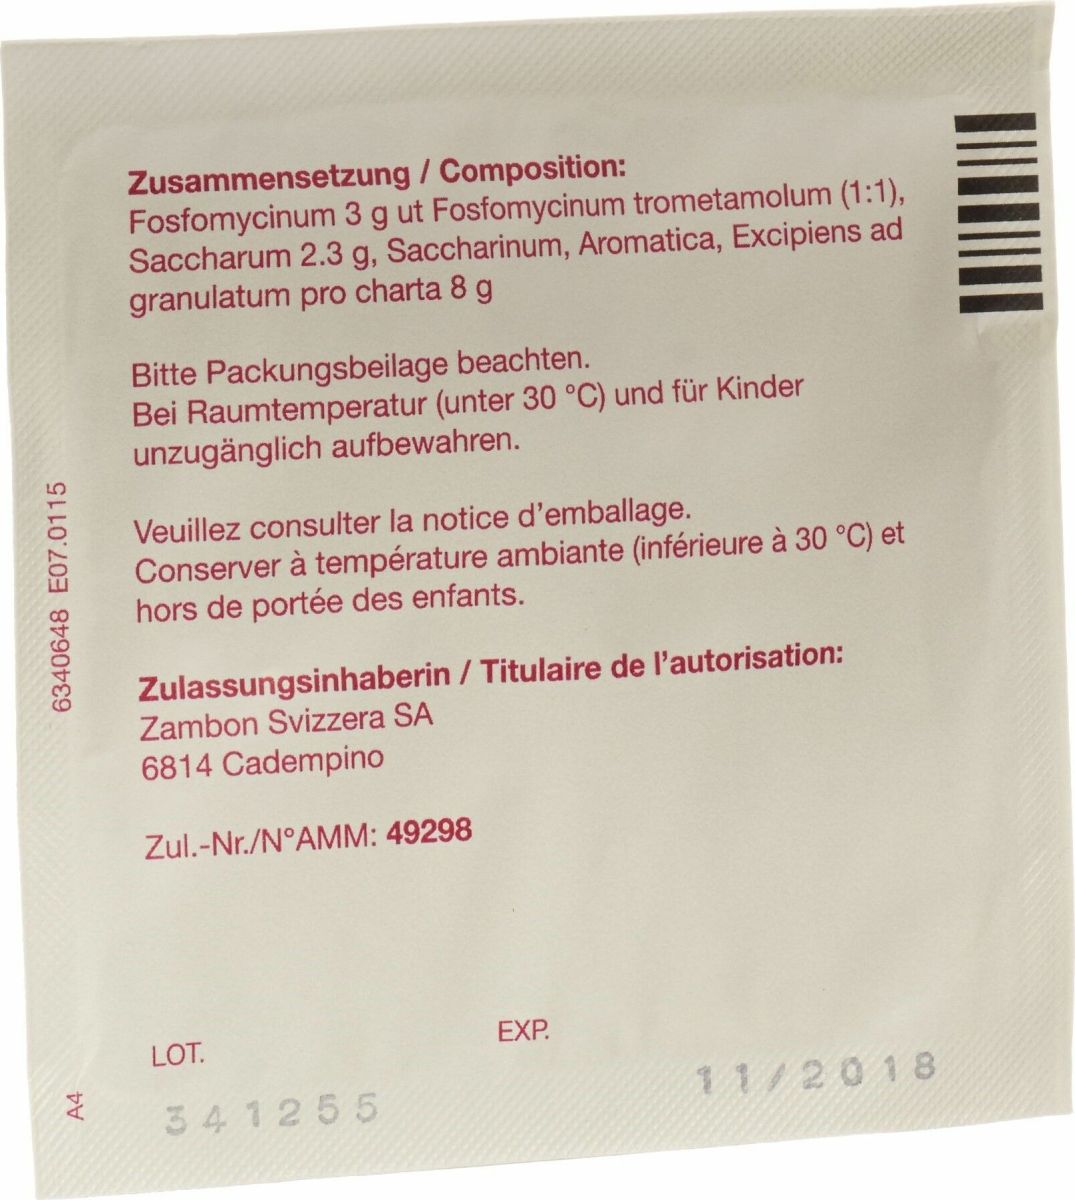 Zusammensetzung / Composition:
Fosfomycinum 3 g ut Fosfomycinum trometamolum (1:1),
Saccharum 2.3 g, Saccharinum, Aromatica, Excipiens ad
granulatum pro charta 8 g
Bitte Packungsbeilage beachten.
Bei Raumtemperatur (unter 30 °C) und für Kinder
unzugänglich aufbewahren.
Veuillez consulter la notice d'emballage.
Conserver à température ambiante (inférieure à 30 °C) et
hors de portée des enfants.
Zulassungsinhaberin / Titulaire de l'autorisation:
Zambon Svizzera SA
6814 Cadempino
Zul.-Nr./N°AMM: 49298
LOT.
EXP.
341255
11/2018
6340648 E07.0115
A4